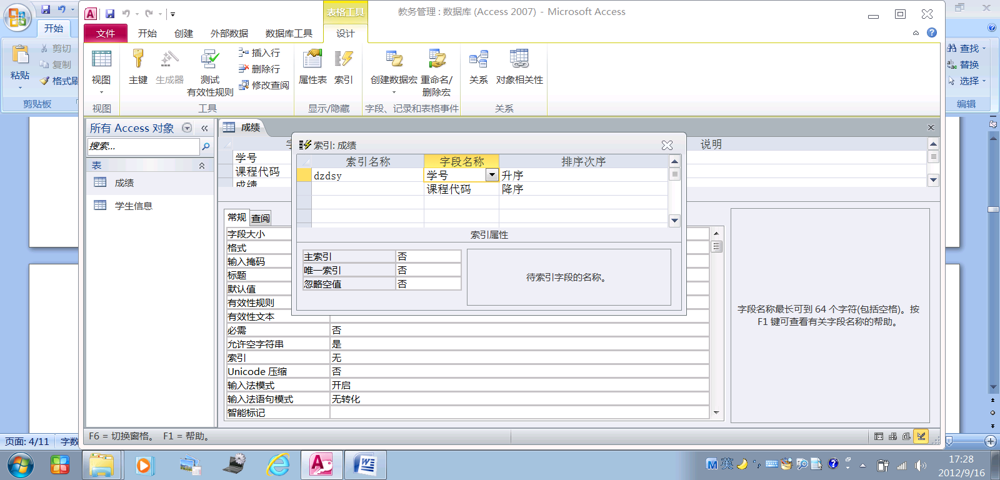 教务管理 : 数据库 (Access 2007) - Microsoft Access
表格工具
开始
文件
开始
创建
外部数据
数据库工具
设计
剪切
复制
格式刷
粘贴
剪贴板
视图
主键
生成器
测试
有效性规则
插入行
删除行
修改查阅
属性表
索引
创建数据宏
重命名/
删除宏
关系
对象相关性
视图
工具
显示/隐藏
字段、记录和表格事件
关系
查找
替换
选择
编辑
所有 Access 对象
搜索...
表
成绩
学生信息
成绩
说明
学号
课程代码
成绩
索引: 成绩
索引名称 字段名称 排序次序
dzdsy 学号 升序
课程代码 降序
索引属性
主索引 否
唯一索引 否
忽略空值 否
待索引字段的名称。
常规 查阅
字段大小
格式
输入掩码
标题
默认值
有效性规则
有效性文本
必需 否
允许空字符串 是
索引 无
Unicode 压缩 否
输入法模式 开启
输入法语句模式 无转化
智能标记
字段名称最长可到 64 个字符(包括空格)。按
F1 键可查看有关字段名称的帮助。
F6 = 切换窗格。 F1 = 帮助。
页面: 4/11 字数
英
17:28
2012/9/16